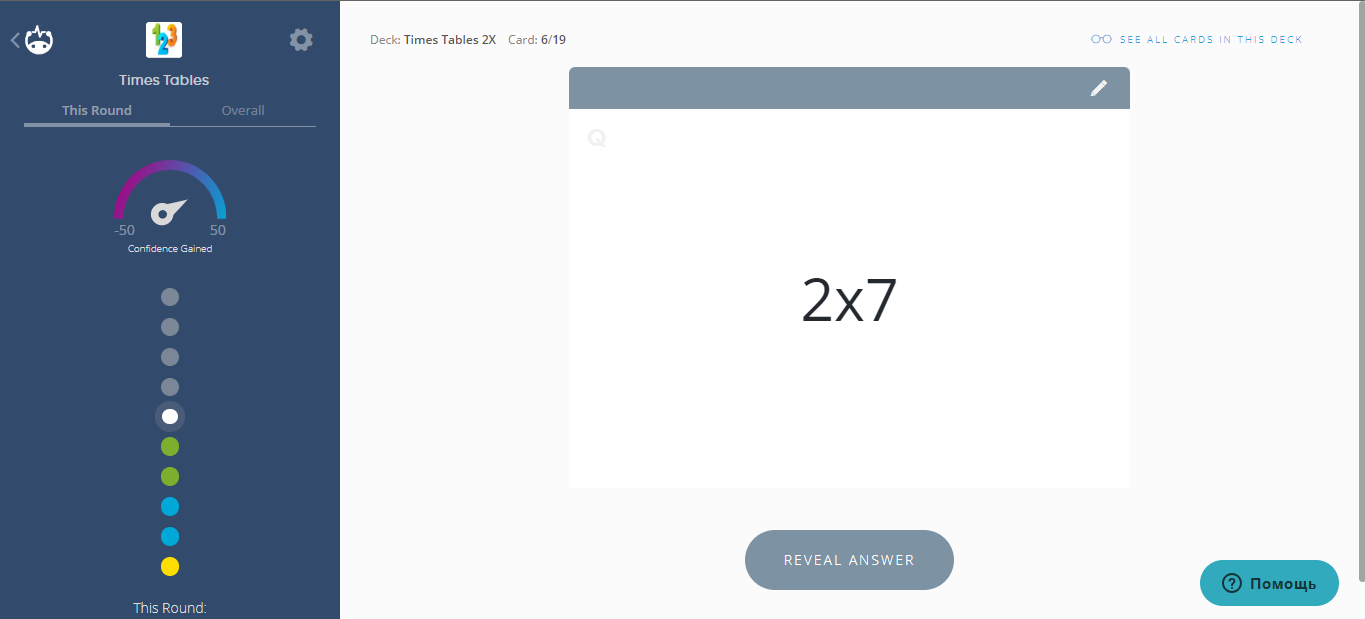 123
Times Tables
This Round Overall
-50 50
Confidence Gained
This Round:
Deck: Times Tables 2X Card: 6/19
SEE ALL CARDS IN THIS DECK
Q
2x7
REVEAL ANSWER
? Помощь